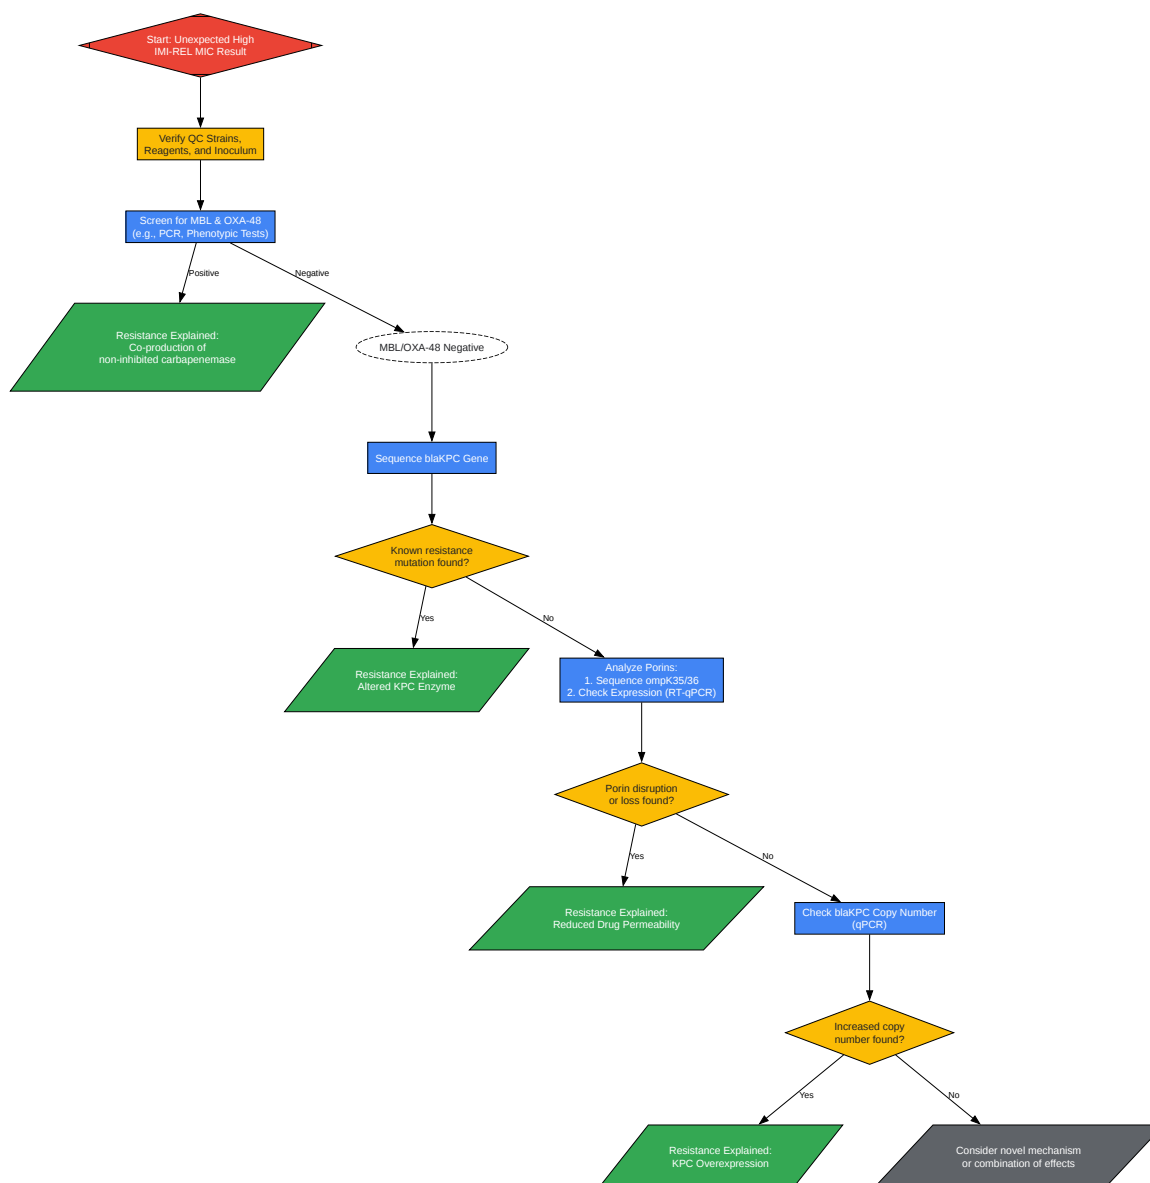 Start: Unexpected High
IMI-REL MIC Result
Verify QC Strains,
Reagents, and Inoculum
Screen for MBL & OXA-48
(e.g., PCR, Phenotypic Tests)
Positive
Negative
Resistance Explained:
Co-production of
non-inhibited carbapenemase
MBL/OXA-48 Negative
Sequence blaKPC Gene
Known resistance
mutation found?
Yes
No
Resistance Explained:
Altered KPC Enzyme
Analyze Porins:
1. Sequence ompK35/36
2. Check Expression (RT-qPCR)
Porin disruption
or loss found?
Yes
No
Resistance Explained:
Reduced Drug Permeability
Check blaKPC Copy Number
(qPCR)
Increased copy
number found?
Yes
No
Resistance Explained:
KPC Overexpression
Consider novel mechanism
or combination of effects